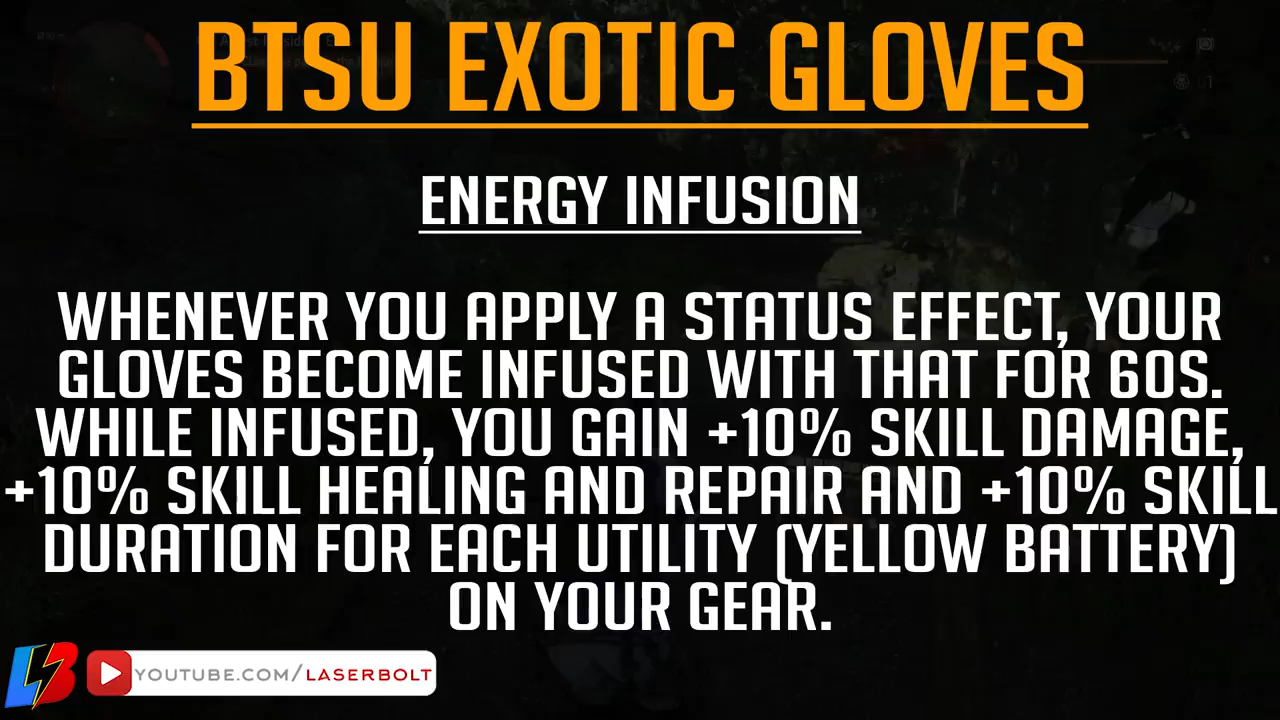 BTSU EXOTIC GLOVES
ENERGY INFUSION
WHENEVER YOU APPLY A STATUS EFFECT, YOUR
GLOVES BECOME INFUSED WITH THAT FOR 60S.
WHILE INFUSED, YOU GAIN +10% SKILL DAMAGE,
+10% SKILL HEALING AND REPAIR AND +10% SKILL
DURATION FOR EACH UTILITY (YELLOW BATTERY)
ON YOUR GEAR.
LB
YOUTUBE.COM/LASERBOLT